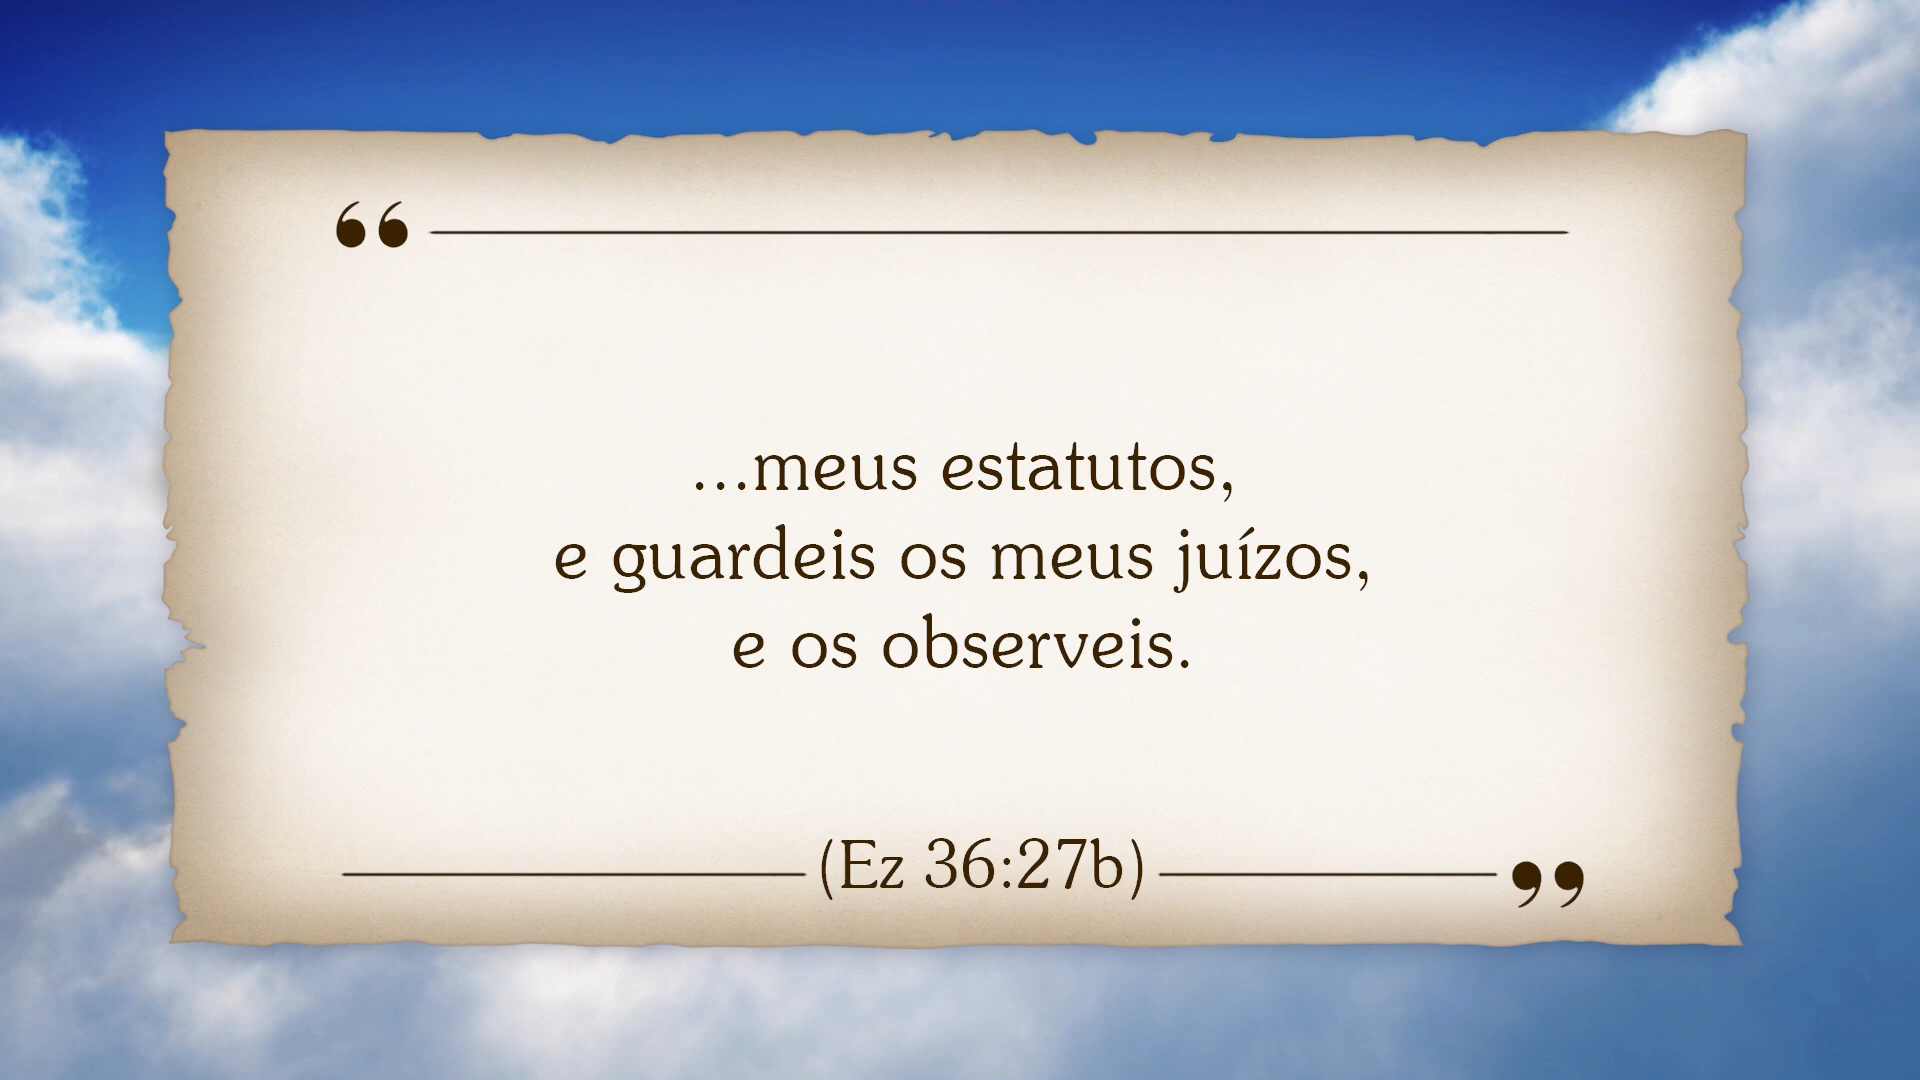 “
...meus estatutos,
e guardeis os meus juízos,
e os observeis.
(Ez 36:27b)
”